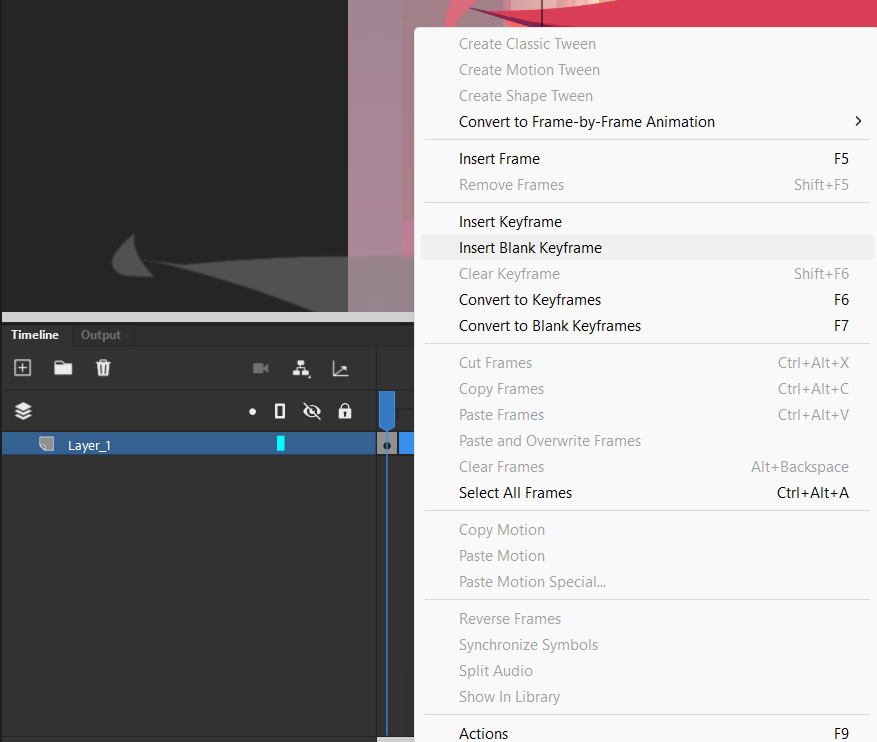 Create Classic Tween
Create Motion Tween
Create Shape Tween
Convert to Frame-by-Frame Animation
Insert Frame F5
Remove Frames Shift+F5
Insert Keyframe
Insert Blank Keyframe
Clear Keyframe Shift+F6
Convert to Keyframes F6
Convert to Blank Keyframes F7
Cut Frames Ctrl+Alt+X
Copy Frames Ctrl+Alt+C
Paste Frames Ctrl+Alt+V
Paste and Overwrite Frames
Clear Frames Alt+Backspace
Select All Frames Ctrl+Alt+A
Copy Motion
Paste Motion
Paste Motion Special...
Reverse Frames
Synchronize Symbols
Split Audio
Show In Library
Actions F9
Timeline Output
Layer_1